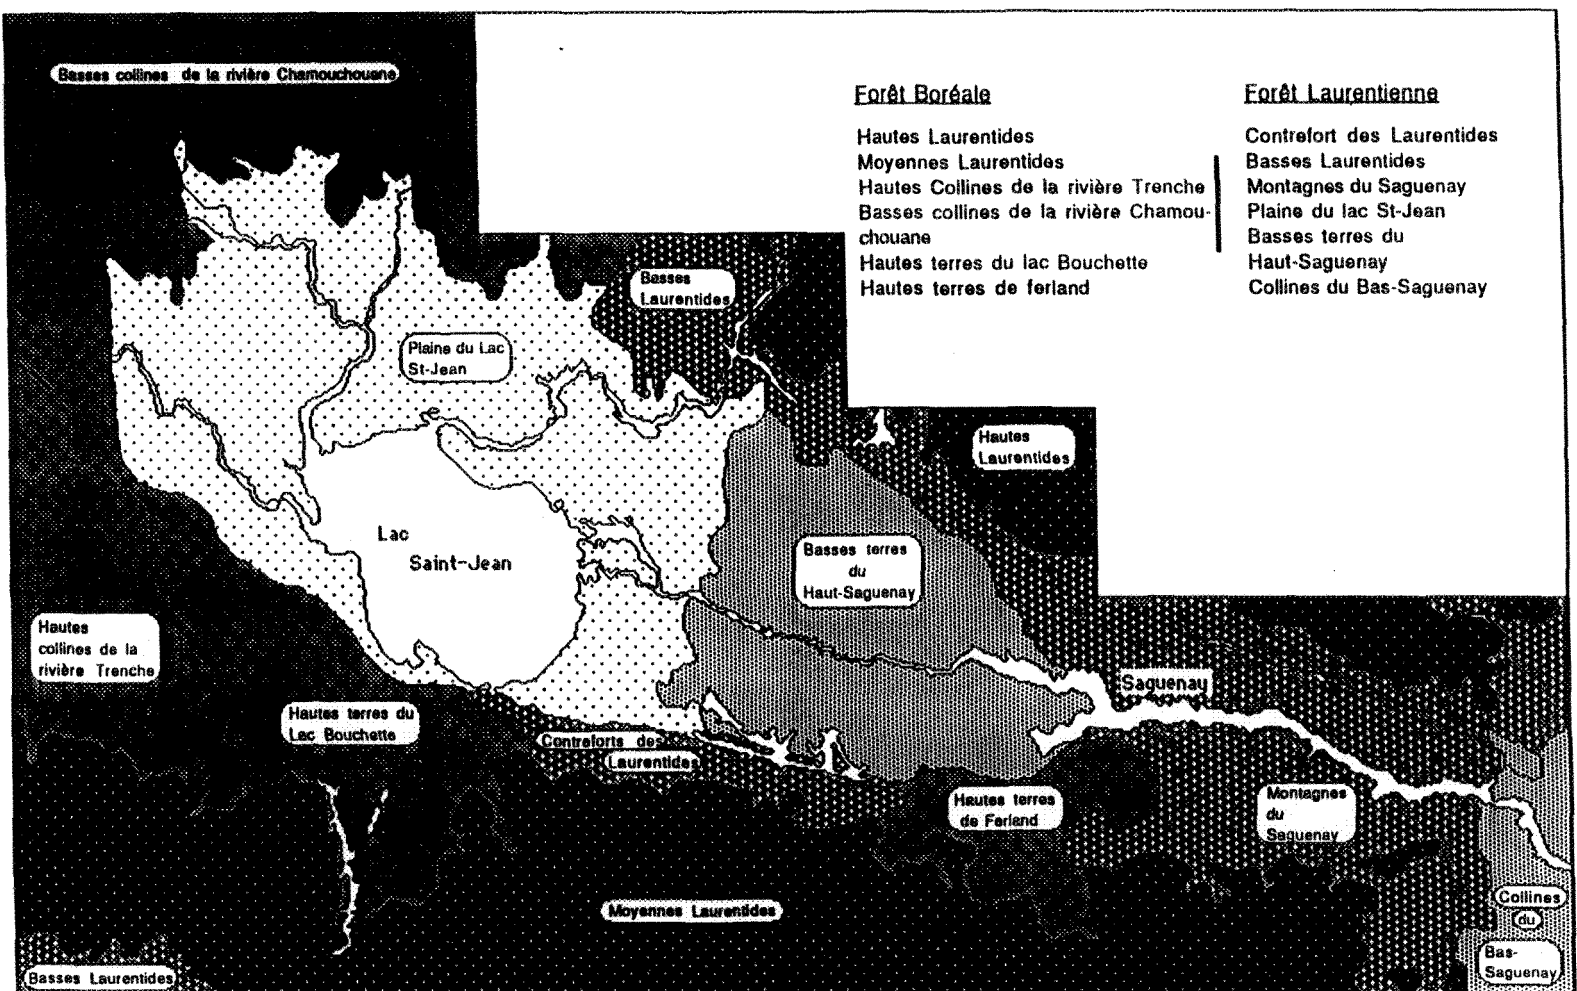 Basses collines de la rivière Chamouchouane
Forêt Boréale
Hautes Laurentides
Moyennes Laurentides
Hautes Collines de la rivière Trenche
Basses collines de la rivière Chamou-
chouane
Hautes terres du lac Bouchette
Hautes terres de ferland
Forêt Laurentienne
Contrefort des Laurentides
Basses Laurentides
Montagnes du Saguenay
Plaine du lac St-Jean
Basses terres du
Haut-Saguenay
Collines du Bas-Saguenay
Basses
Laurentides
Plaine du Lac
St-Jean
Hautes
Laurentides
Lac
Saint-Jean
Basses terres
du
Haut-Saguenay
Hautes
collines de la
rivière Trenche
Saguenay
Hautes terres du
Lac Bouchette
Contreforts des
Laurentides
Hautes terres
de Ferland
Montagnes
du
Saguenay
Moyennes Laurentides
Collines
du
Bas-
Saguenay
Basses Laurentides